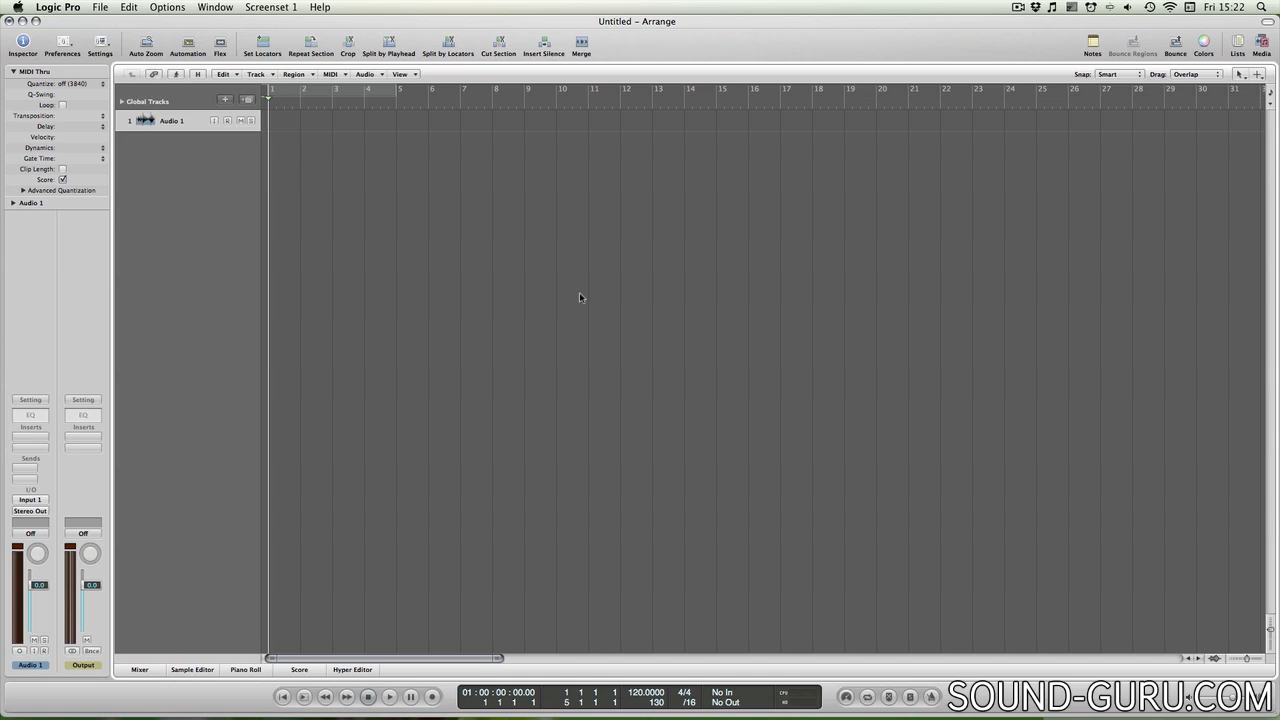 Logic Pro File Edit Options Window Screenset 1 Help Fri 15:22
Untitled - Arrange
Inspector Preferences Settings Auto Zoom Automation Flex Set Locators Repeat Section Crop Split by Playhead Split by Locators Cut Section Insert Silence Merge Notes Bounce Regions Bounce Colors Lists Media
MIDI Thru H Edit Track Region MIDI Audio View Snap: Smart Drag: Overlap
Quantize: off (3840)
Q-Swing:
Loop:
Transposition:
Delay:
Velocity:
Dynamics:
Gate Time:
Clip Length:
Score:
Advanced Quantization
Audio 1
Global Tracks 1 2 3 4 5 6 7 8 9 10 11 12 13 14 15 16 17 18 19 20 21 22 23 24 25 26 27 28 29 30 31
1 Audio 1 I R M S
Setting Setting
EQ EQ
Inserts Inserts
Sends
I/O
Input 1
Stereo Out
Off Off
0.0 0.0
M S M
I R Bnce
Audio 1 Output
Mixer Sample Editor Piano Roll Score Hyper Editor
01:00:00:00.00 1 1 1 1 120.0000 4/4 No In CPU
1 1 1 1 5 1 1 1 130 /16 No Out HD
SOUND-GURU.COM